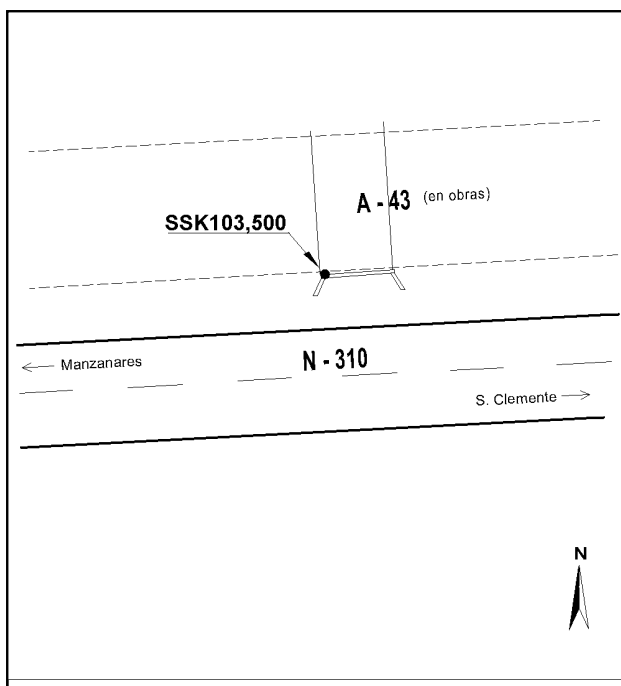 A - 43 (en obras)
SSK103,500
Manzanares
N - 310
S. Clemente
N